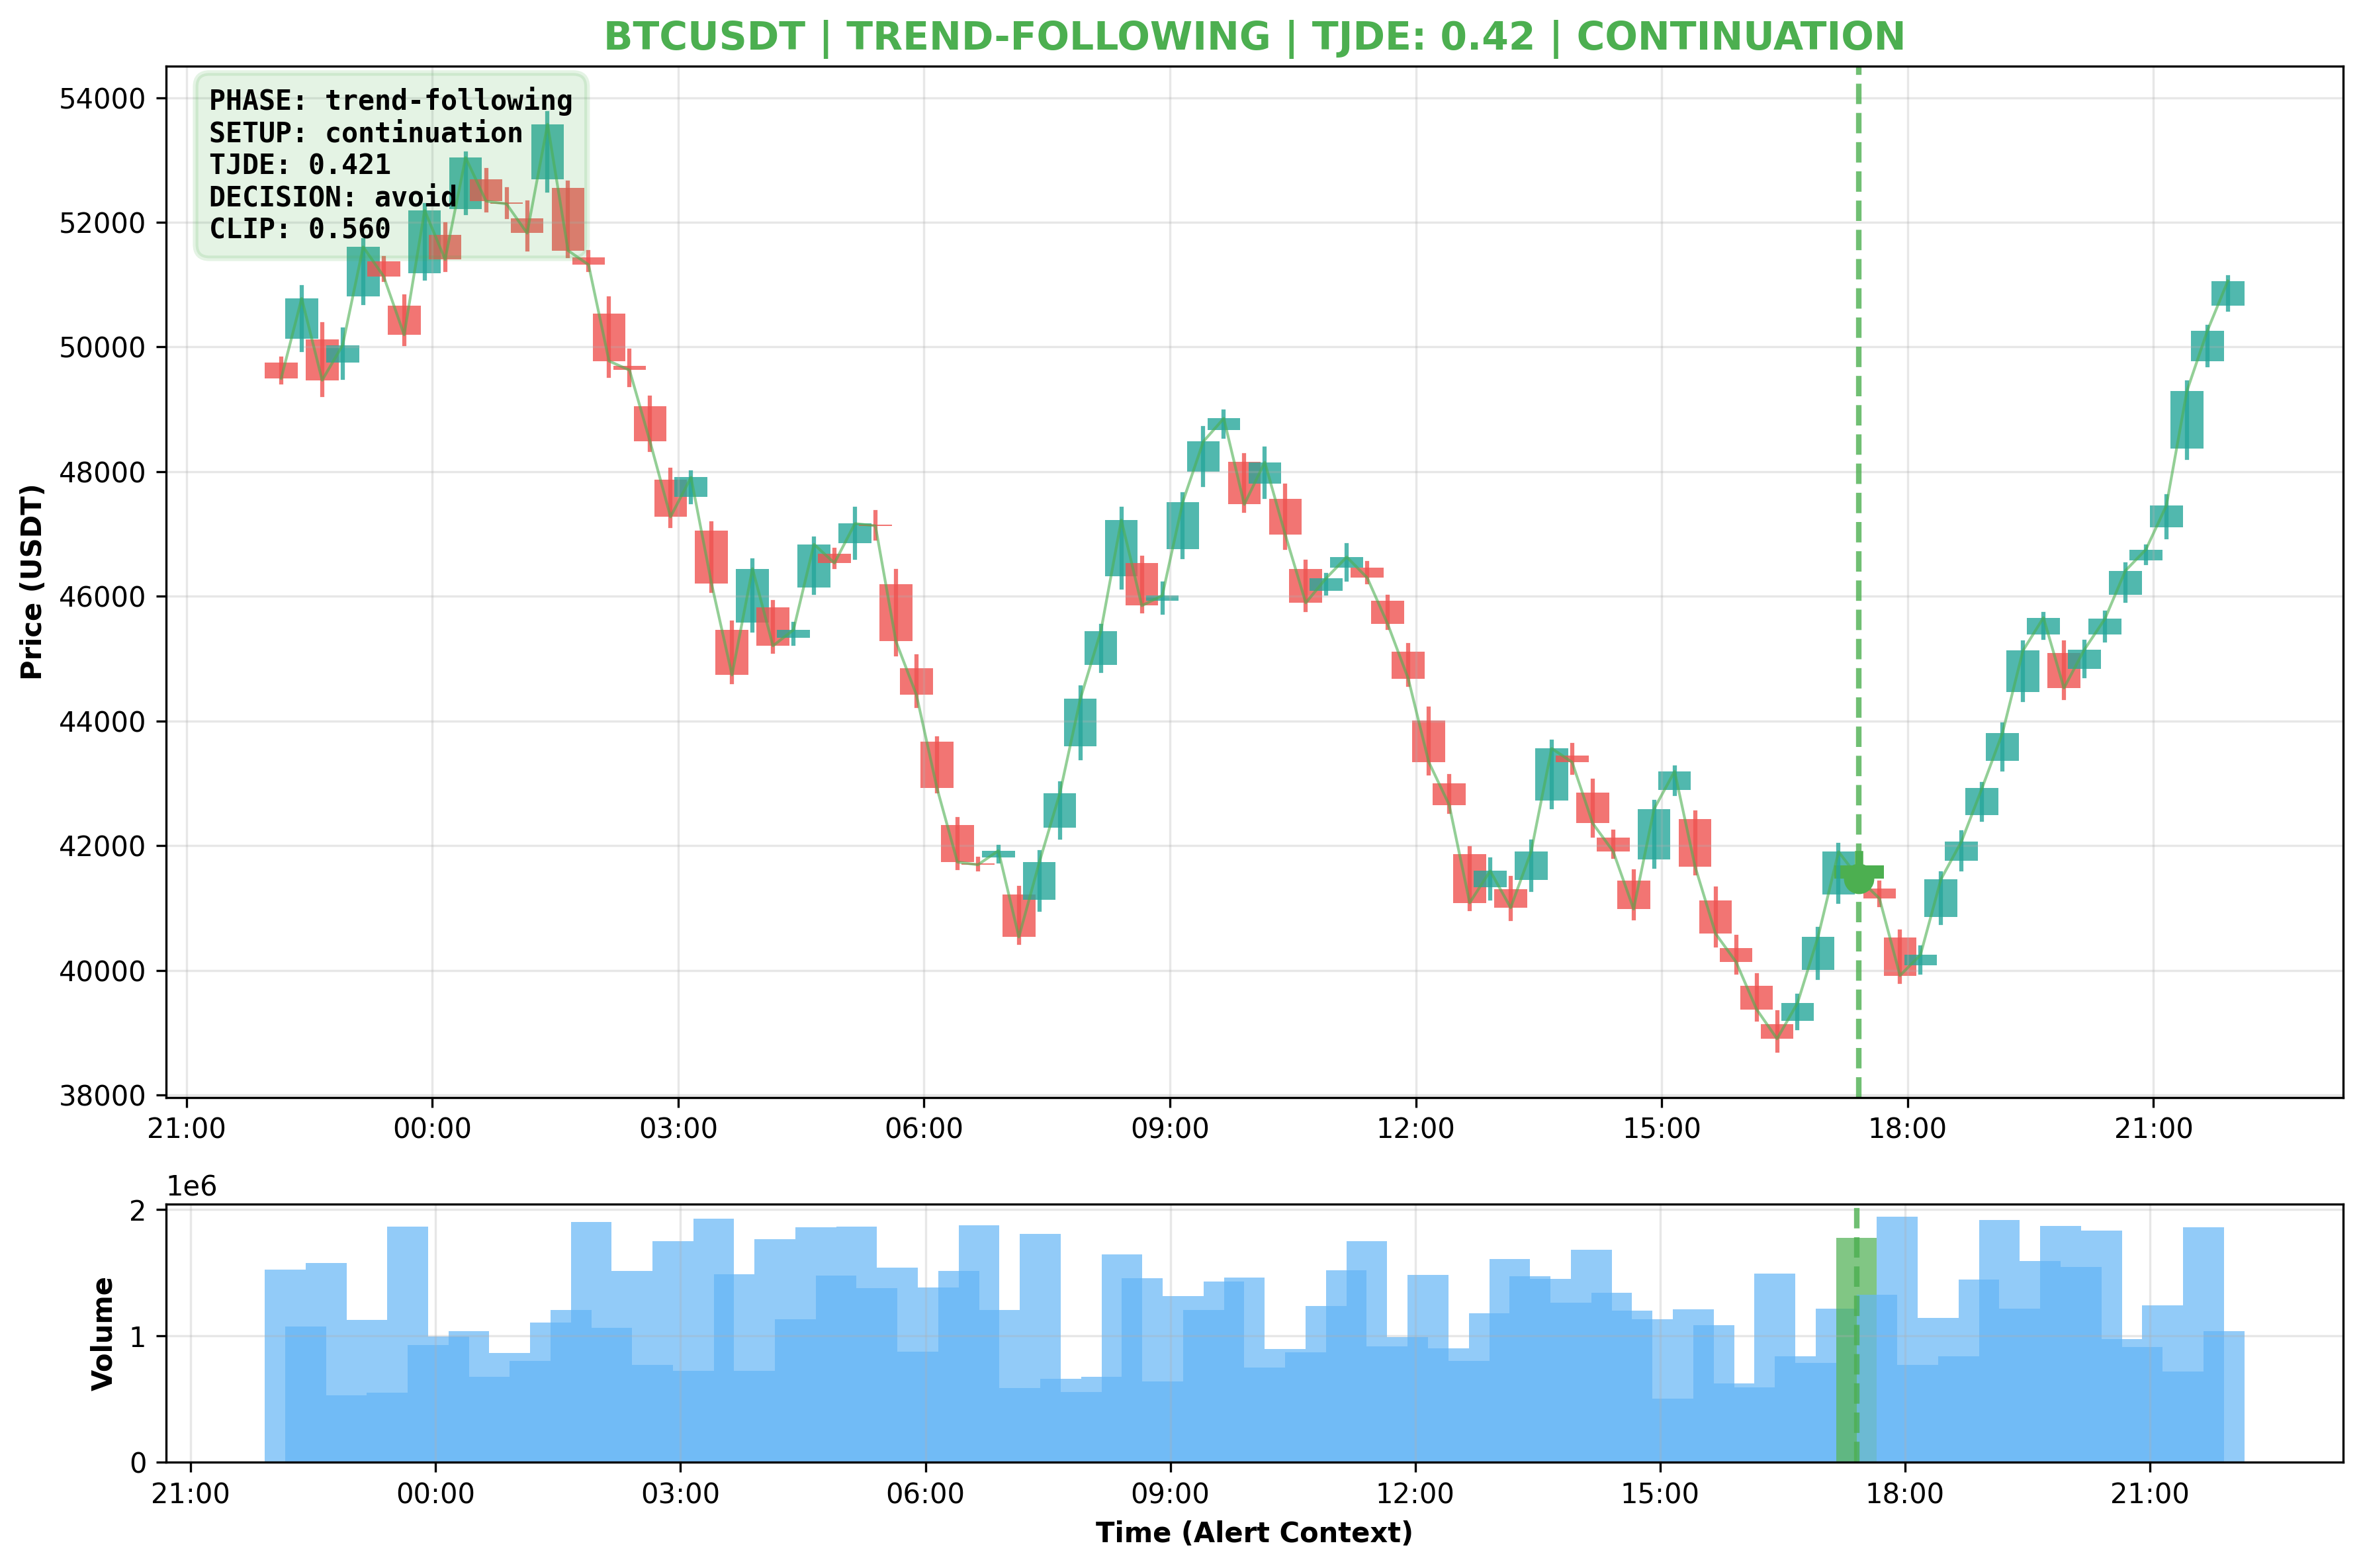 BTCUSDT | TREND-FOLLOWING | TJDE: 0.42 | CONTINUATION
PHASE: trend-following
SETUP: continuation
TJDE: 0.421
DECISION: avoid
CLIP: 0.560
Price (USDT)
54000
52000
50000
48000
46000
44000
42000
40000
38000
21:00 00:00 03:00 06:00 09:00 12:00 15:00 18:00 21:00
1e6
Volume
2
1
0
21:00 00:00 03:00 06:00 09:00 12:00 15:00 18:00 21:00
Time (Alert Context)